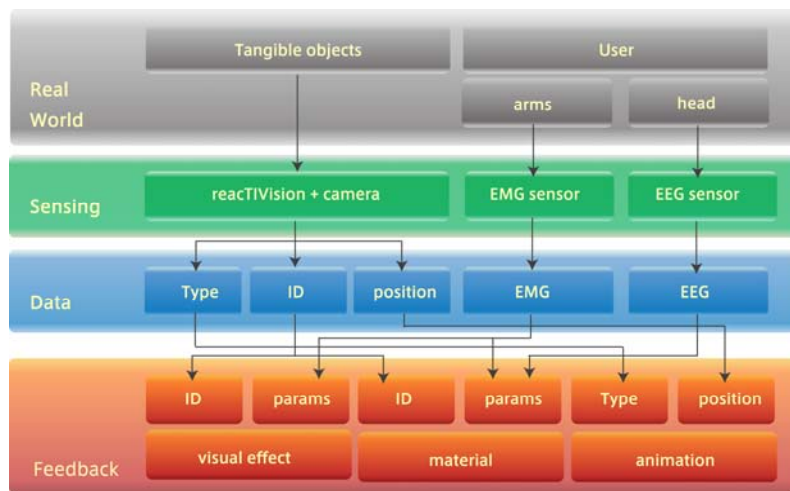 Tangible objects
User
Real
World
arms
head
Sensing
reacTIVision + camera
EMG sensor
EEG sensor
Data
Type
ID
position
EMG
EEG
ID
params
ID
params
Type
position
Feedback
visual effect
material
animation